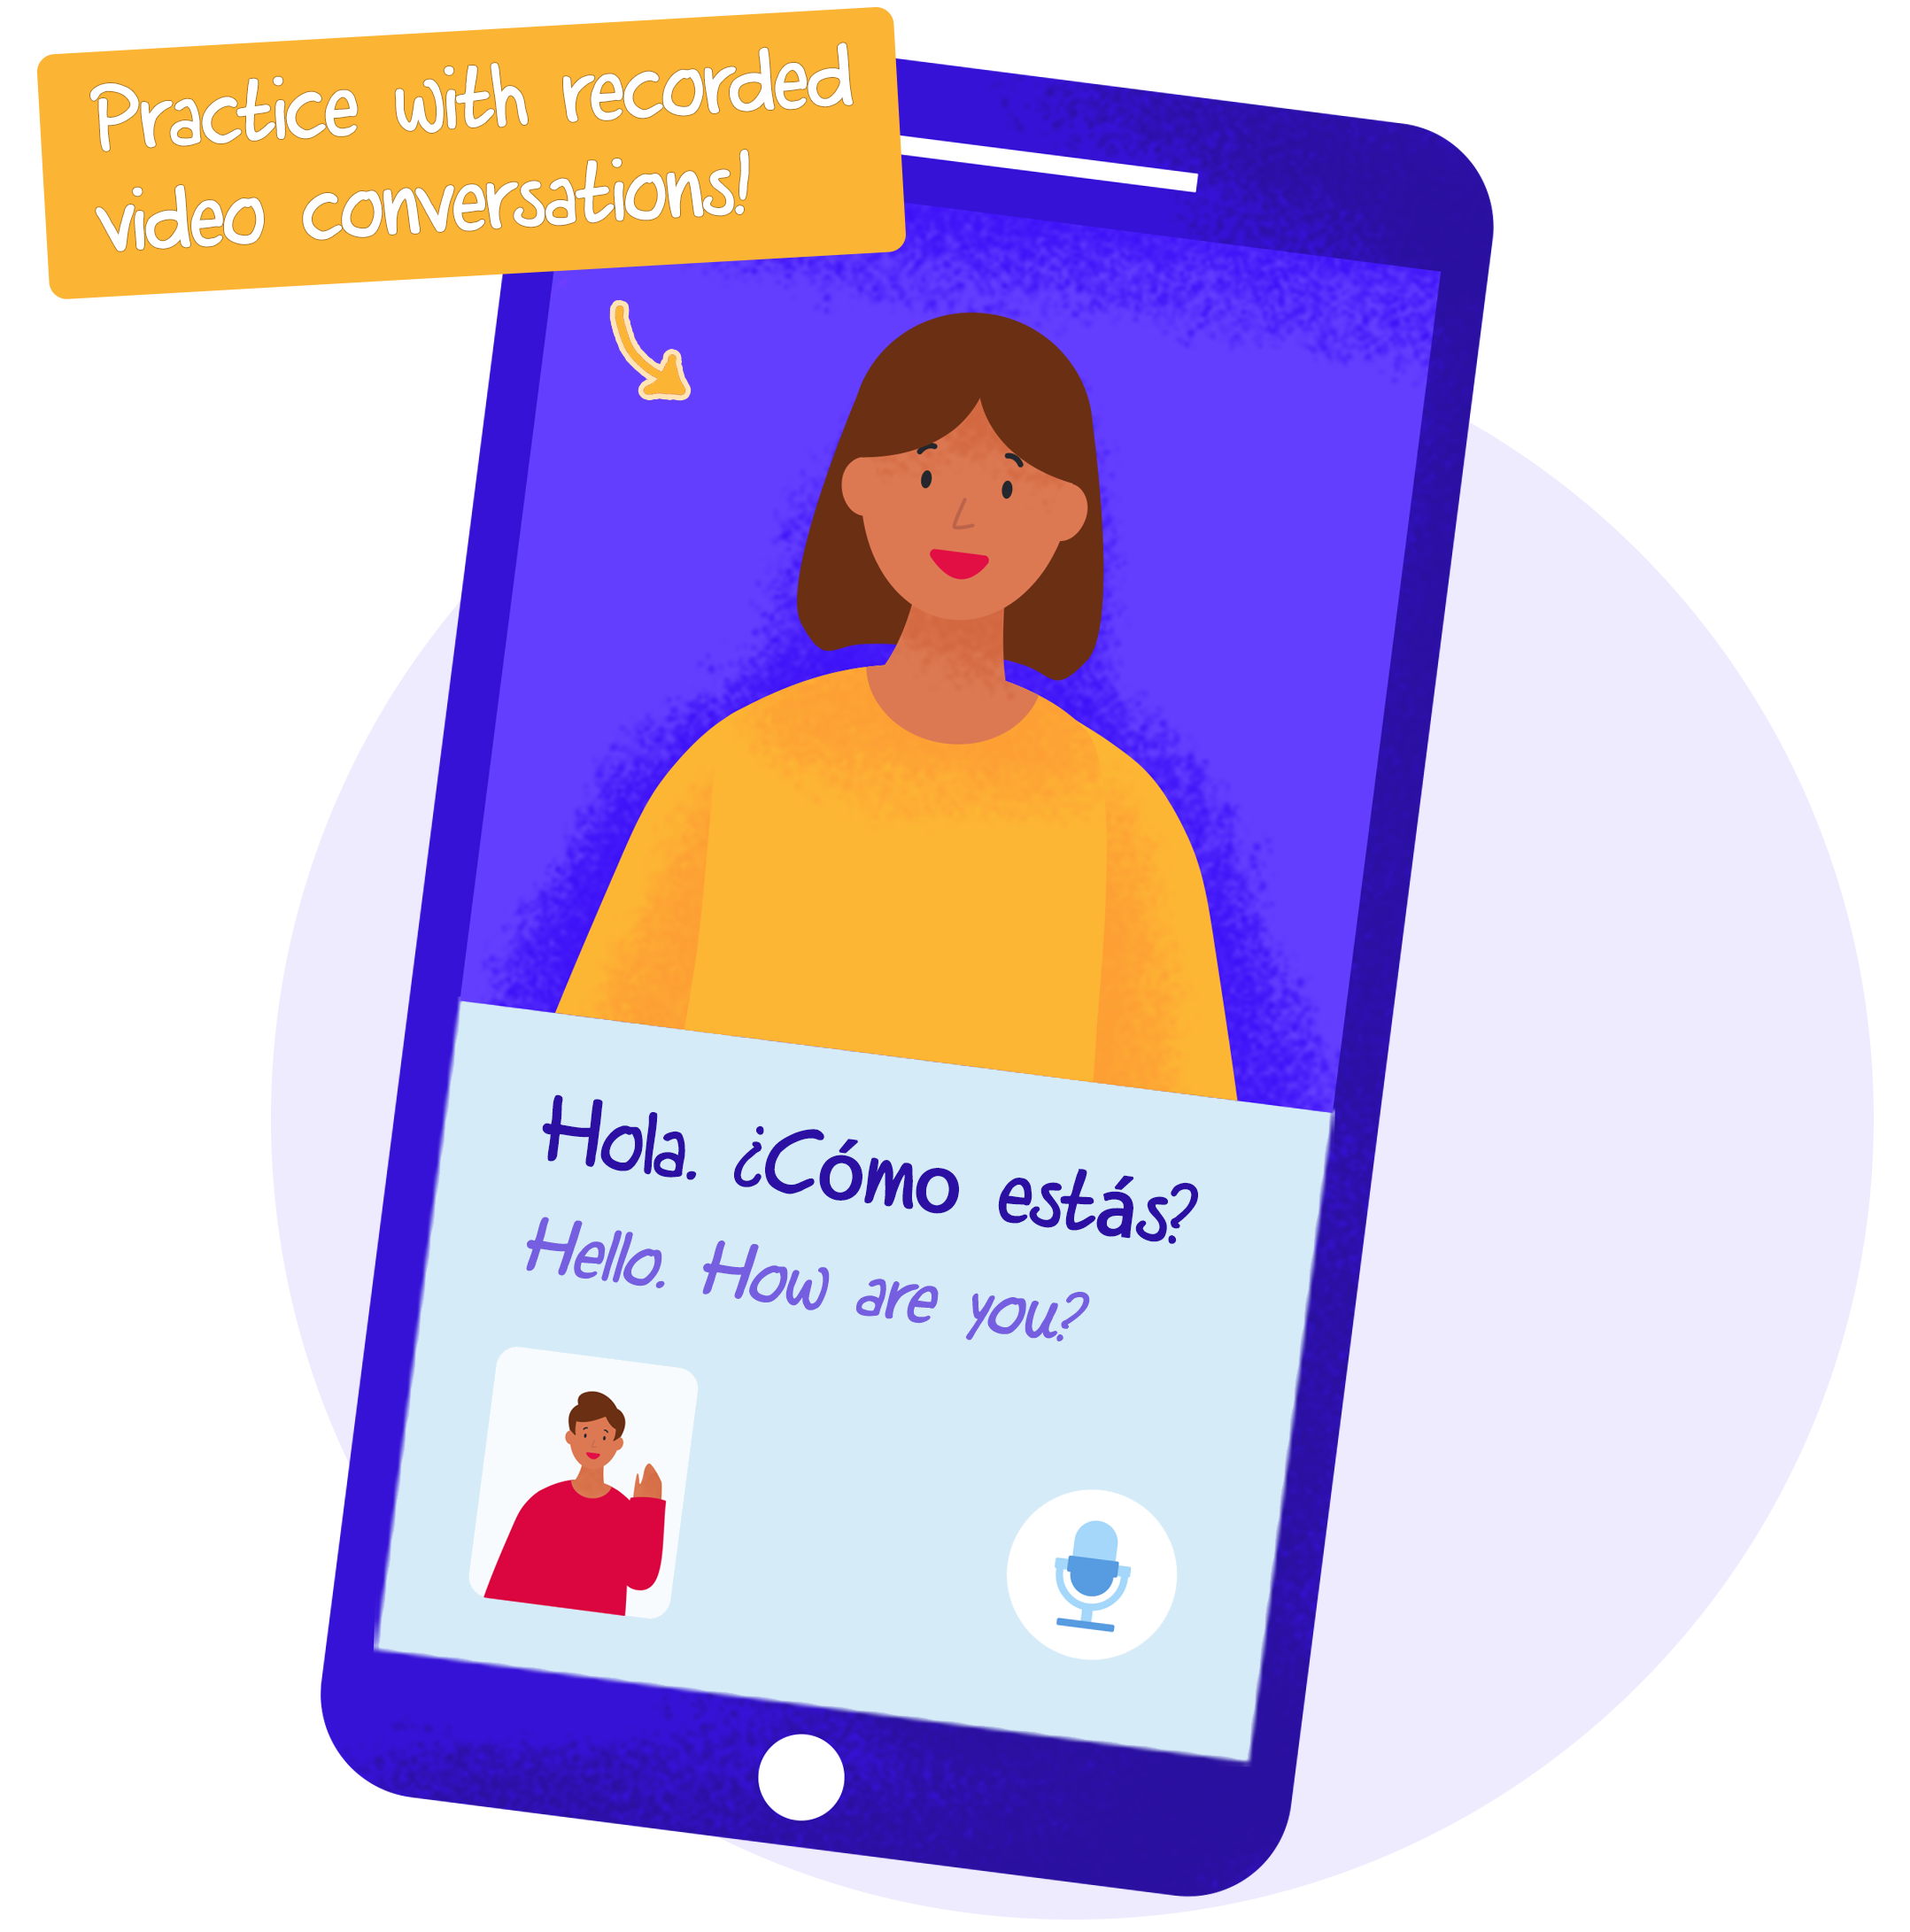 Practice with recorded
video conversations!
Hola. ¿Cómo estás?
Hello. How are you?